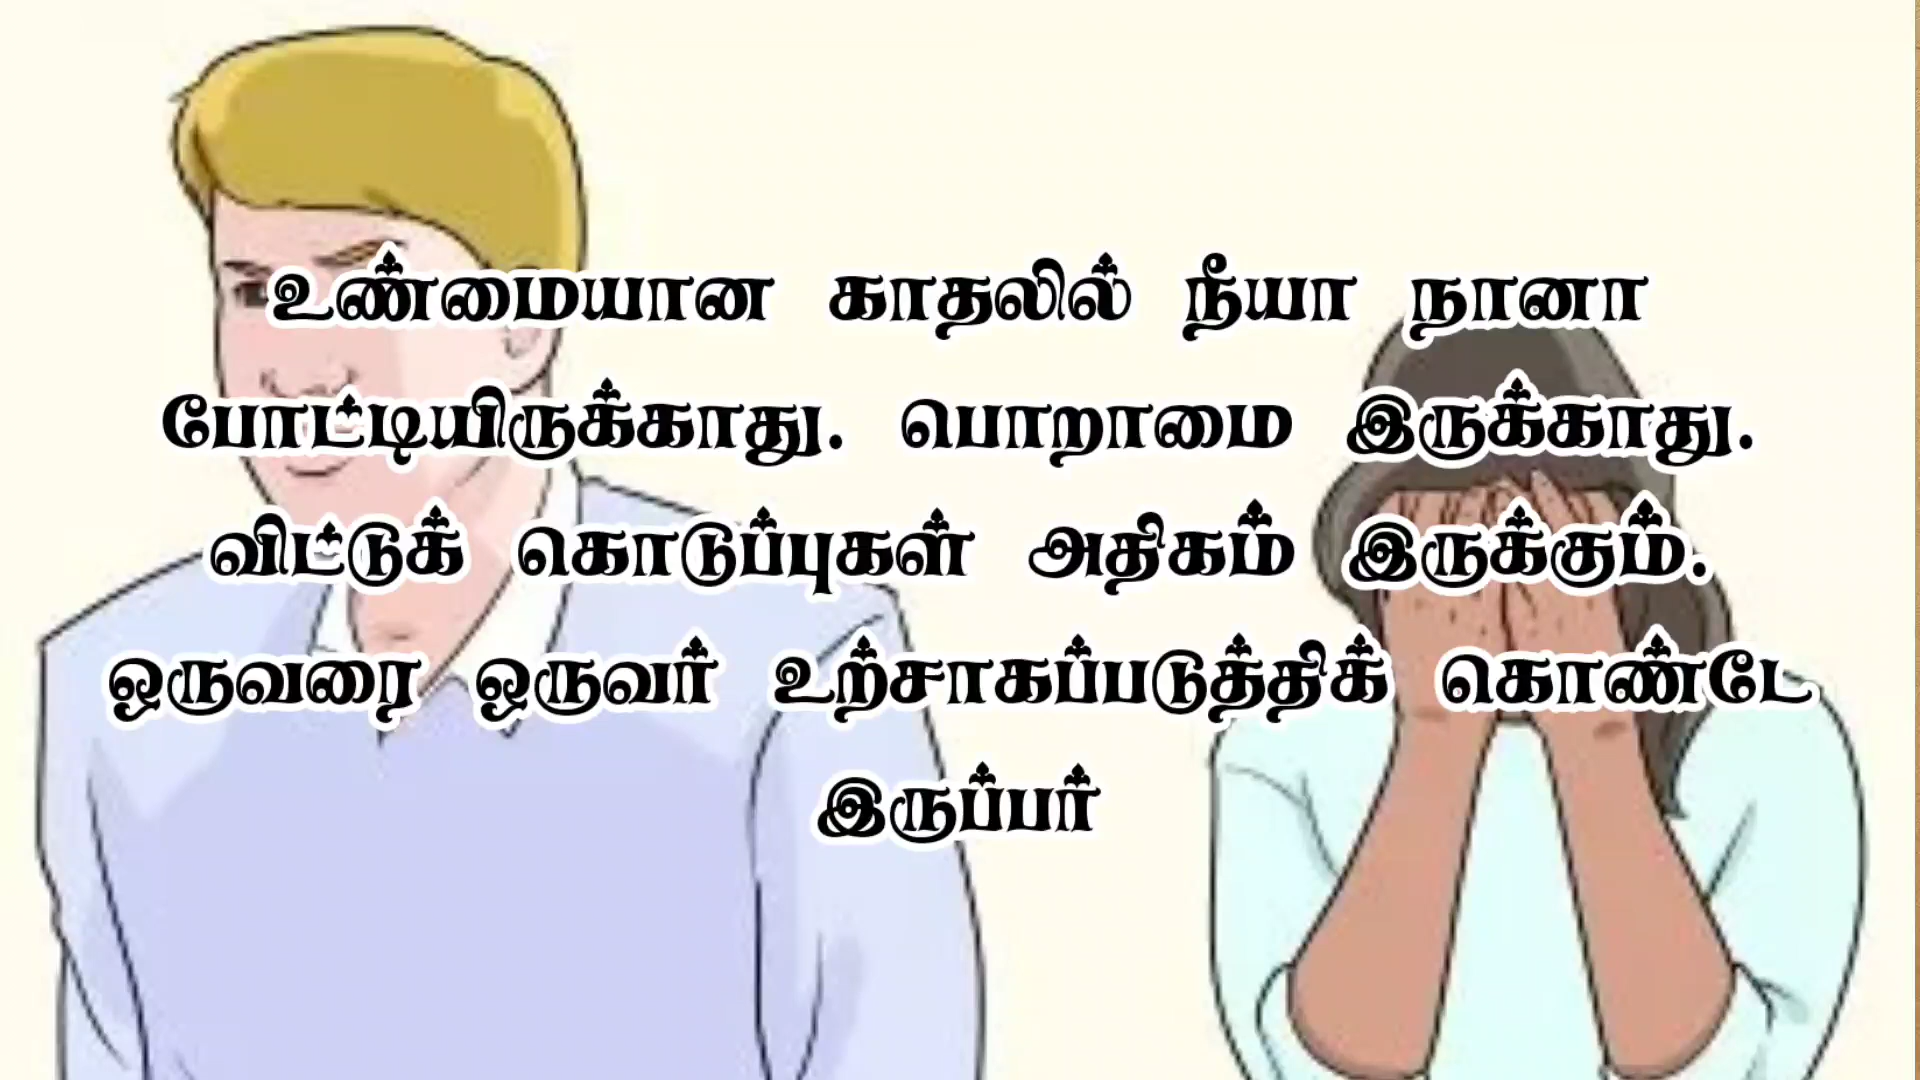 உண்மையான காதலில் நீயா நானா
போட்டியிருக்காது. பொறாமை இருக்காது.
விட்டுக் கொடுப்புகள் அதிகம் இருக்கும்.
ஒருவரை ஒருவர் உற்சாகப்படுத்திக் கொண்டே
இருப்பர்